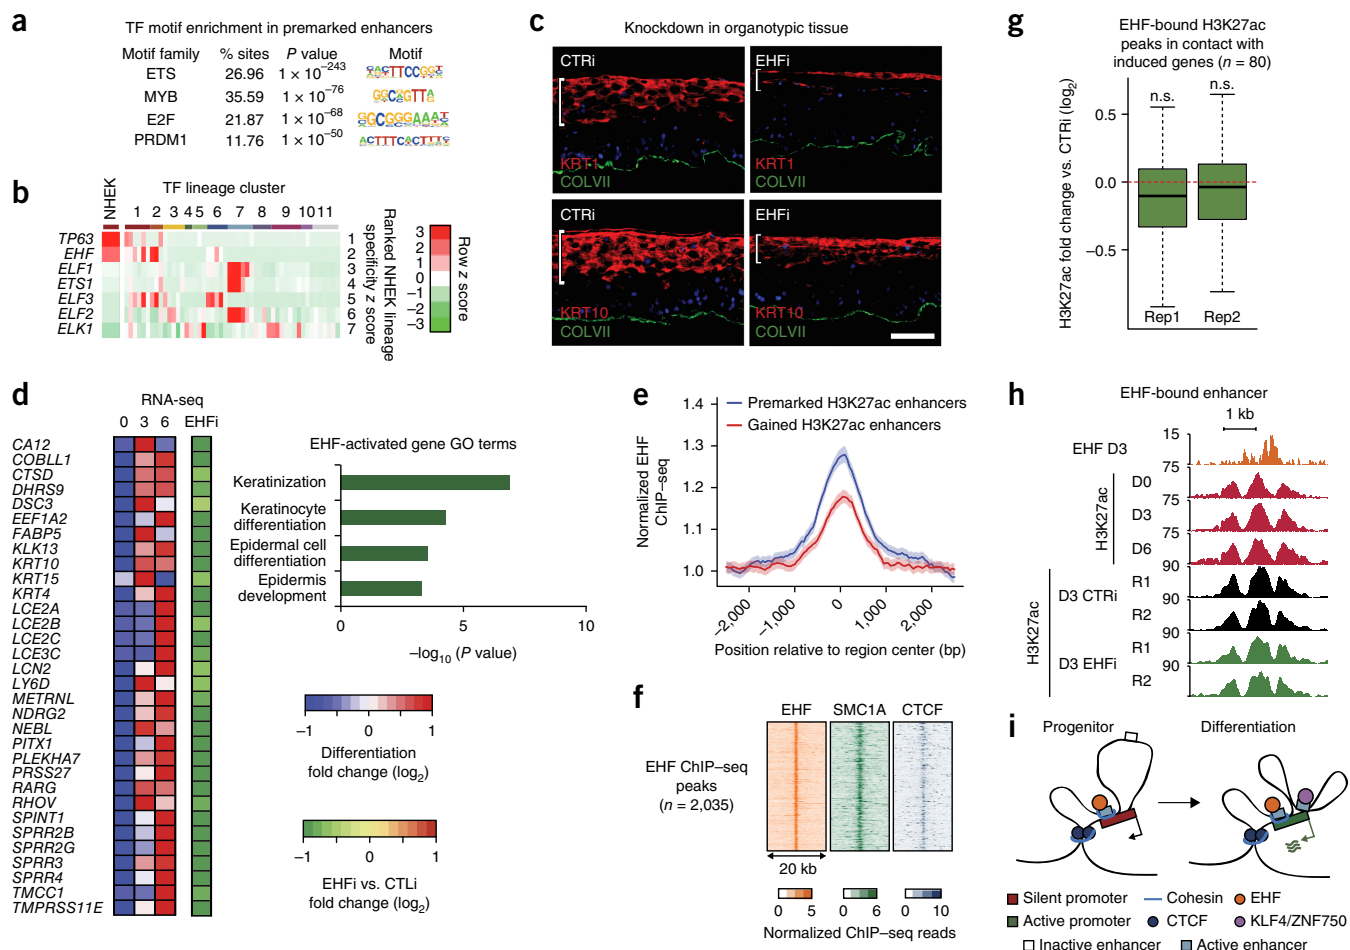 a
TF motif enrichment in premarked enhancers
Motif family % sites P value Motif
ETS 26.96 1 × 10−243
MYB 35.59 1 × 10−76
E2F 21.87 1 × 10−68
PRDM1 11.76 1 × 10−50
b
TF lineage cluster
NHEK 1 2 3 4 5 6 7 8 9 10 11
TP63 1
EHF 2
ELF1 3
ETS1 4
ELF3 5
ELF2 6
ELK1 7
Ranked NHEK lineage
specificity z score
3
2
1
0
−1
−2
−3
Row z score
c
Knockdown in organotypic tissue
CTRi
KRT1
COLVII
EHFi
KRT1
COLVII
CTRi
KRT10
COLVII
EHFi
KRT10
COLVII
d
RNA-seq
0 3 6 EHFi
CA12
COBLL1
CTSD
DHRS9
DSC3
EEF1A2
FABP5
KLK13
KRT10
KRT15
KRT4
LCE2A
LCE2B
LCE2C
LCE3C
LCN2
LY6D
METRNL
NDRG2
NEBL
PITX1
PLEKHA7
PRSS27
RARG
RHOV
SPINT1
SPRR2B
SPRR2G
SPRR3
SPRR4
TMCC1
TMPRSS11E
EHF-activated gene GO terms
Keratinization
Keratinocyte
differentiation
Epidermal cell
differentiation
Epidermis
development
0 5 10
−log10 (P value)
−1 0 1
Differentiation
fold change (log2)
−1 0 1
EHFi vs. CTLi
fold change (log2)
e
Normalized EHF
ChIP–seq
1.4
1.3
1.2
1.1
1.0
Premarked H3K27ac enhancers
Gained H3K27ac enhancers
−2,000 −1,000 0 1,000 2,000
Position relative to region center (bp)
f
EHF SMC1A CTCF
EHF ChIP–seq
peaks
(n = 2,035)
20 kb
0 5 0 6 0 10
Normalized ChIP–seq reads
g
EHF-bound H3K27ac
peaks in contact with
induced genes (n = 80)
H3K27ac fold change vs. CTRi (log2)
n.s. n.s.
0.5
0.0
−0.5
Rep1 Rep2
h
EHF-bound enhancer
1 kb
15
EHF D3
75
D0
75
D3
75
D6
H3K27ac
90
R1
90
R2
D3 CTRi
90
R1
90
R2
D3 EHFi
H3K27ac
i
Progenitor Differentiation
Silent promoter Cohesin EHF
Active promoter CTCF KLF4/ZNF750
Inactive enhancer Active enhancer